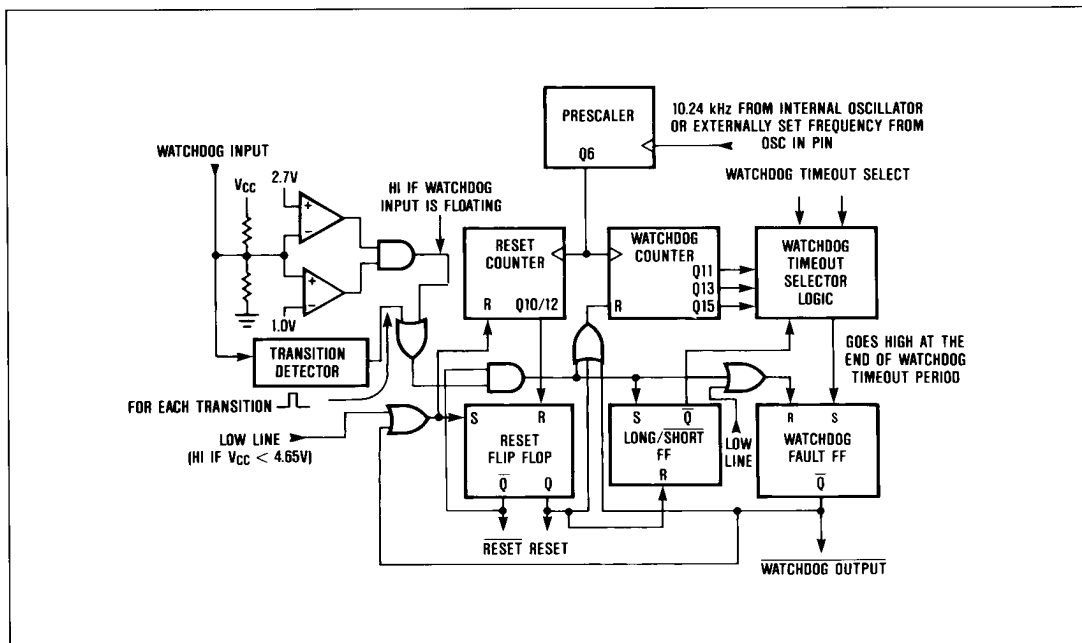 PRESCALER
Q6
10.24 kHz FROM INTERNAL OSCILLATOR
OR EXTERNALLY SET FREQUENCY FROM
OSC IN PIN
WATCHDOG INPUT
VCC
2.7V
1.0V
HI IF WATCHDOG
INPUT IS FLOATING
WATCHDOG TIMEOUT SELECT
RESET
COUNTER
R
Q10/12
WATCHDOG
COUNTER
Q11
Q13
Q15
R
WATCHDOG
TIMEOUT
SELECTOR
LOGIC
TRANSITION
DETECTOR
GOES HIGH AT THE
END OF WATCHDOG
TIMEOUT PERIOD
FOR EACH TRANSITION
LOW LINE
(HI IF VCC < 4.65V)
S
R
RESET
FLIP FLOP
Q̅
Q
S
Q̅
LONG/S̅H̅O̅R̅T̅
FF
R
LOW
LINE
R
S
WATCHDOG
FAULT FF
Q̅
R̅E̅S̅E̅T̅ RESET
W̅A̅T̅C̅H̅D̅O̅G̅ O̅U̅T̅P̅U̅T̅
+
−
+
−